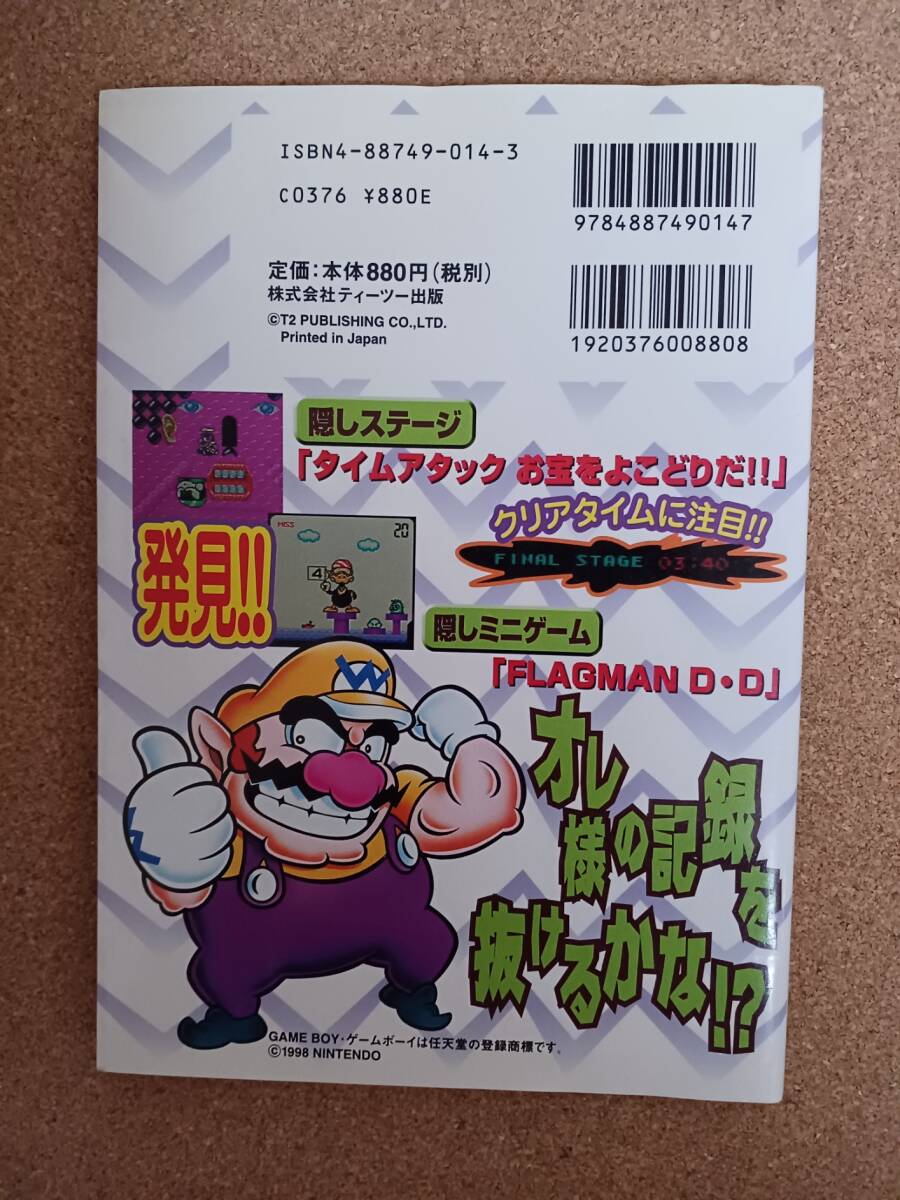 ISBN4-88749-014-3
C0376 ¥880E
9784887490147
定価：本体880円（税別）
株式会社ティーツー出版
©T2 PUBLISHING CO.,LTD.
Printed in Japan
1920376008808
隠しステージ
「タイムアタック お宝をよこどりだ!!」
クリアタイムに注目!!
FINAL STAGE 03:40
発見!!
MISS
20
4
隠しミニゲーム
「FLAGMAN D・D」
W
オレ
様の記録を
抜けるかな!?
GAME BOY・ゲームボーイは任天堂の登録商標です。
©1998 NINTENDO